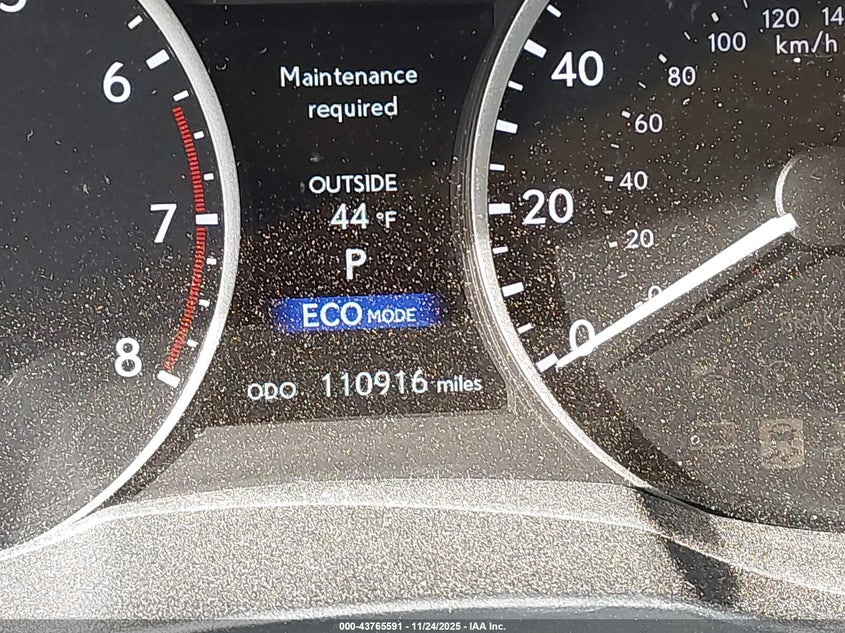 6
7
8
Maintenance
required
OUTSIDE
44 °F
P
ECO MODE
ODO 110916 miles
120
100 km/h
40 80
60
40
20 20
0
0
000-43765591 - 11/24/2025 - IAA Inc.